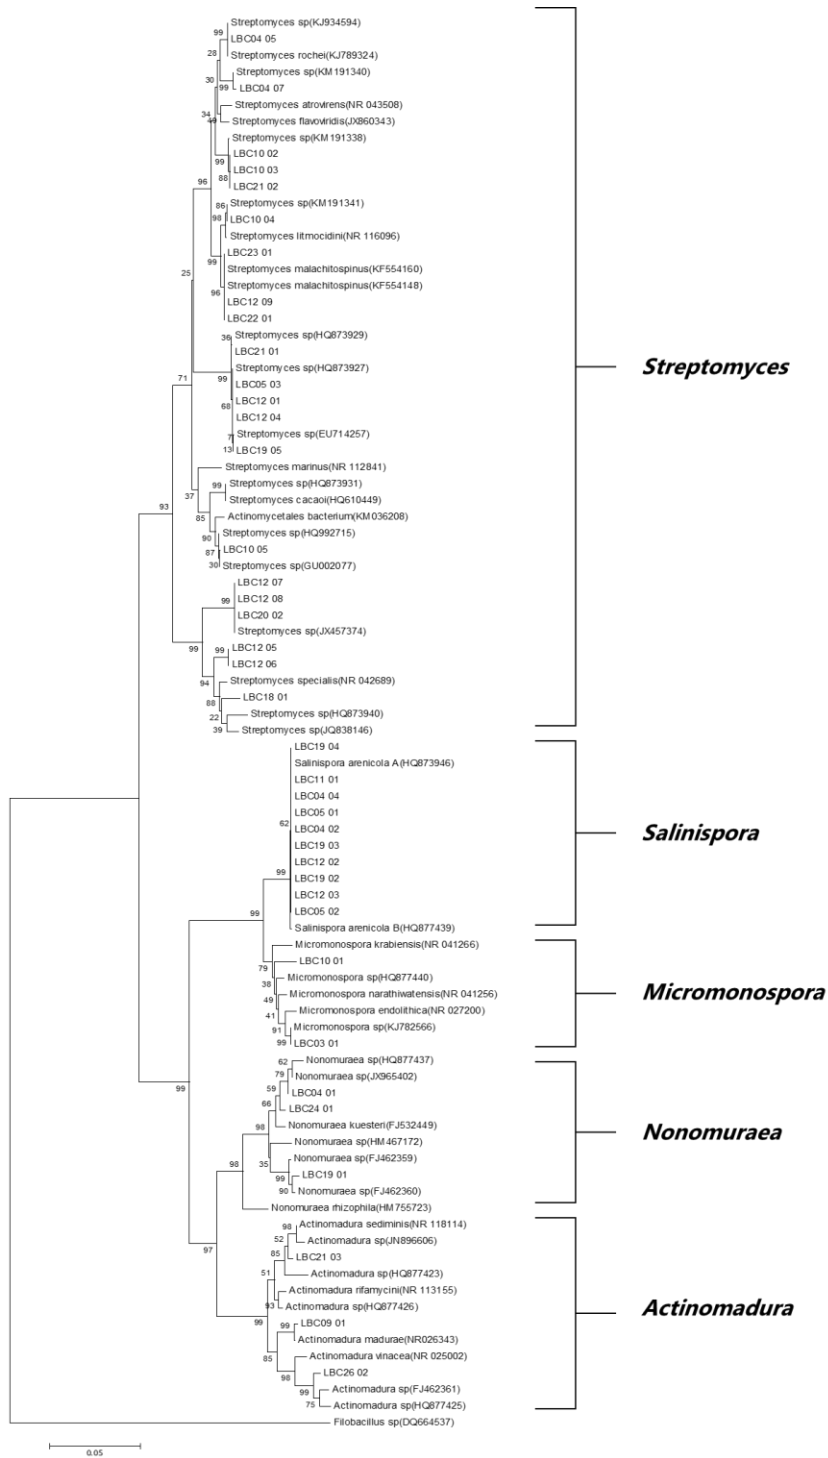 Streptomyces sp(KJ934594)
99
LBC04 05
28
Streptomyces rochei(KJ789324)
Streptomyces sp(KM191340)
30
99
LBC04 07
Streptomyces atrovirens(NR 043508)
34
Streptomyces flavoviridis(JX860343)
Streptomyces sp(KM191338)
LBC10 02
99
LBC10 03
88
LBC21 02
96
Streptomyces sp(KM191341)
86
98
LBC10 04
Streptomyces litmocidini(NR 116096)
LBC23 01
99
Streptomyces malachitospinus(KF554160)
25
Streptomyces malachitospinus(KF554148)
96
LBC12 09
LBC22 01
Streptomyces sp(HQ873929)
36
LBC21 01
Streptomyces sp(HQ873927)
Streptomyces
99
71
LBC05 03
LBC12 01
68
LBC12 04
Streptomyces sp(EU714257)
7
13
LBC19 05
Streptomyces marinus(NR 112841)
Streptomyces sp(HQ873931)
99
37
Streptomyces cacaoi(HQ610449)
93
Actinomycetales bacterium(KM036208)
85
Streptomyces sp(HQ992715)
90
LBC10 05
87
30
Streptomyces sp(GU002077)
LBC12 07
LBC12 08
99
LBC20 02
Streptomyces sp(JX457374)
99
LBC12 05
99
LBC12 06
Streptomyces specialis(NR 042689)
94
LBC18 01
88
Streptomyces sp(HQ873940)
22
39
Streptomyces sp(JQ838146)
LBC19 04
Salinispora arenicola A(HQ873946)
LBC11 01
LBC04 04
LBC05 01
62
LBC04 02
Salinispora
LBC19 03
LBC12 02
99
LBC19 02
LBC12 03
99
LBC05 02
Salinispora arenicola B(HQ877439)
Micromonospora krabiensis(NR 041266)
LBC10 01
79
Micromonospora sp(HQ877440)
38
Micromonospora narathiwatensis(NR 041256)
Micromonospora
49
Micromonospora endolithica(NR 027200)
41
Micromonospora sp(KJ782566)
91
99
LBC03 01
Nonomuraea sp(HQ877437)
62
79
Nonomuraea sp(JX965402)
99
59
LBC04 01
66
LBC24 01
98
Nonomuraea kuesteri(FJ532449)
Nonomuraea
Nonomuraea sp(HM467172)
Nonomuraea sp(FJ462359)
98
35
LBC19 01
99
90
Nonomuraea sp(FJ462360)
Nonomuraea rhizophila(HM755723)
98
Actinomadura sediminis(NR 118114)
52
Actinomadura sp(JN896606)
97
85
LBC21 03
51
Actinomadura sp(HQ877423)
Actinomadura rifamycini(NR 113155)
93
Actinomadura sp(HQ877426)
Actinomadura
99
99
LBC09 01
Actinomadura madurae(NR026343)
85
Actinomadura vinacea(NR 025002)
LBC26 02
98
Actinomadura sp(FJ462361)
99
75
Actinomadura sp(HQ877425)
Filobacillus sp(DQ664537)
0.05